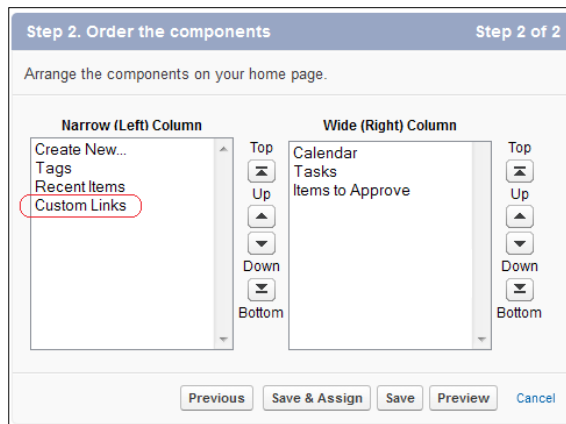 Step 2. Order the components Step 2 of 2
Arrange the components on your home page.
Narrow (Left) Column
Create New...
Tags
Recent Items
Custom Links
Top
Up
Down
Bottom
Wide (Right) Column
Calendar
Tasks
Items to Approve
Top
Up
Down
Bottom
Previous Save & Assign Save Preview Cancel